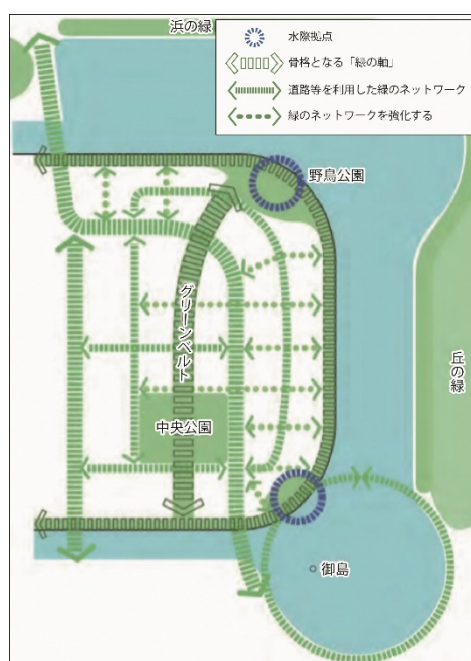 浜の緑
水際拠点
骨格となる「緑の軸」
道路等を利用した緑のネットワーク
緑のネットワークを強化する
野鳥公園
グリーンベルト
丘の緑
中央公園
御島